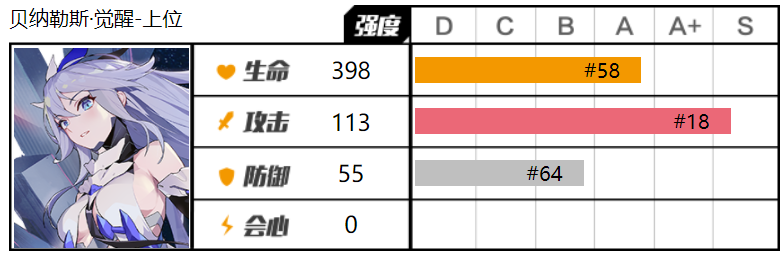 贝纳勒斯·觉醒-上位
强度 D C B A A+ S
生命 398 #58
攻击 113 #18
防御 55 #64
会心 0